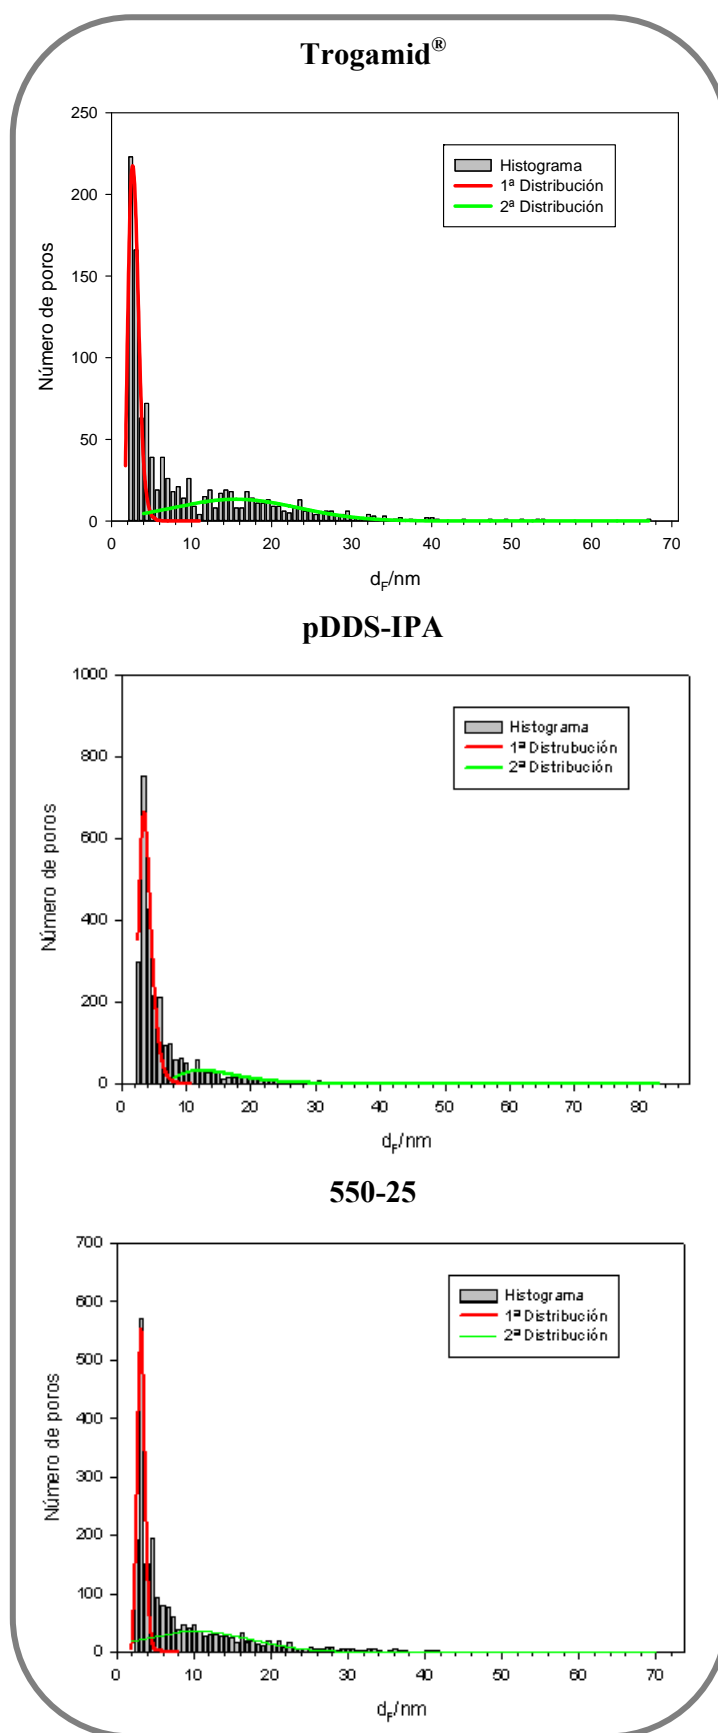 Trogamid®
250
200
150
100
50
0
Número de poros
Histograma
1ª Distribución
2ª Distribución
0 10 20 30 40 50 60 70
dF/nm
pDDS-IPA
1000
800
600
400
200
0
Número de poros
Histograma
1ª Distrubución
2ª Distribución
0 10 20 30 40 50 60 70 80
dF/nm
550-25
700
600
500
400
300
200
100
0
Número de poros
Histograma
1ª Distribución
2ª Distribución
0 10 20 30 40 50 60 70
dF/nm